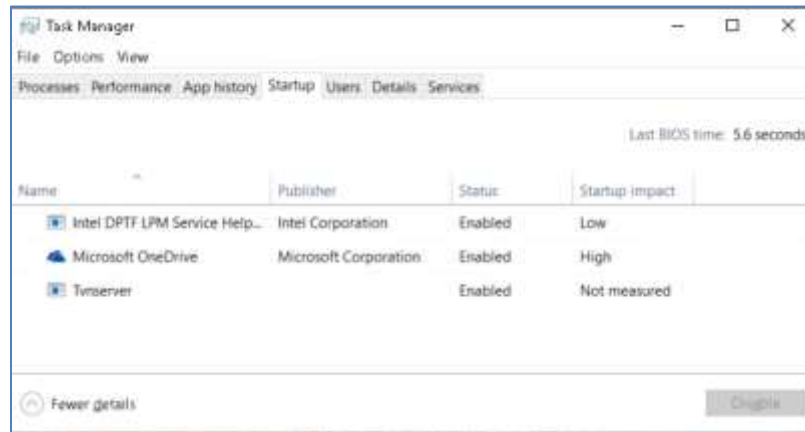 Task Manager
File Options View
Processes Performance App history Startup Users Details Services
Last BIOS time: 5.6 seconds
Name Publisher Status Startup impact
Intel DPTF LPM Service Help... Intel Corporation Enabled Low
Microsoft OneDrive Microsoft Corporation Enabled High
Tvnserver Enabled Not measured
Fewer details
Disable